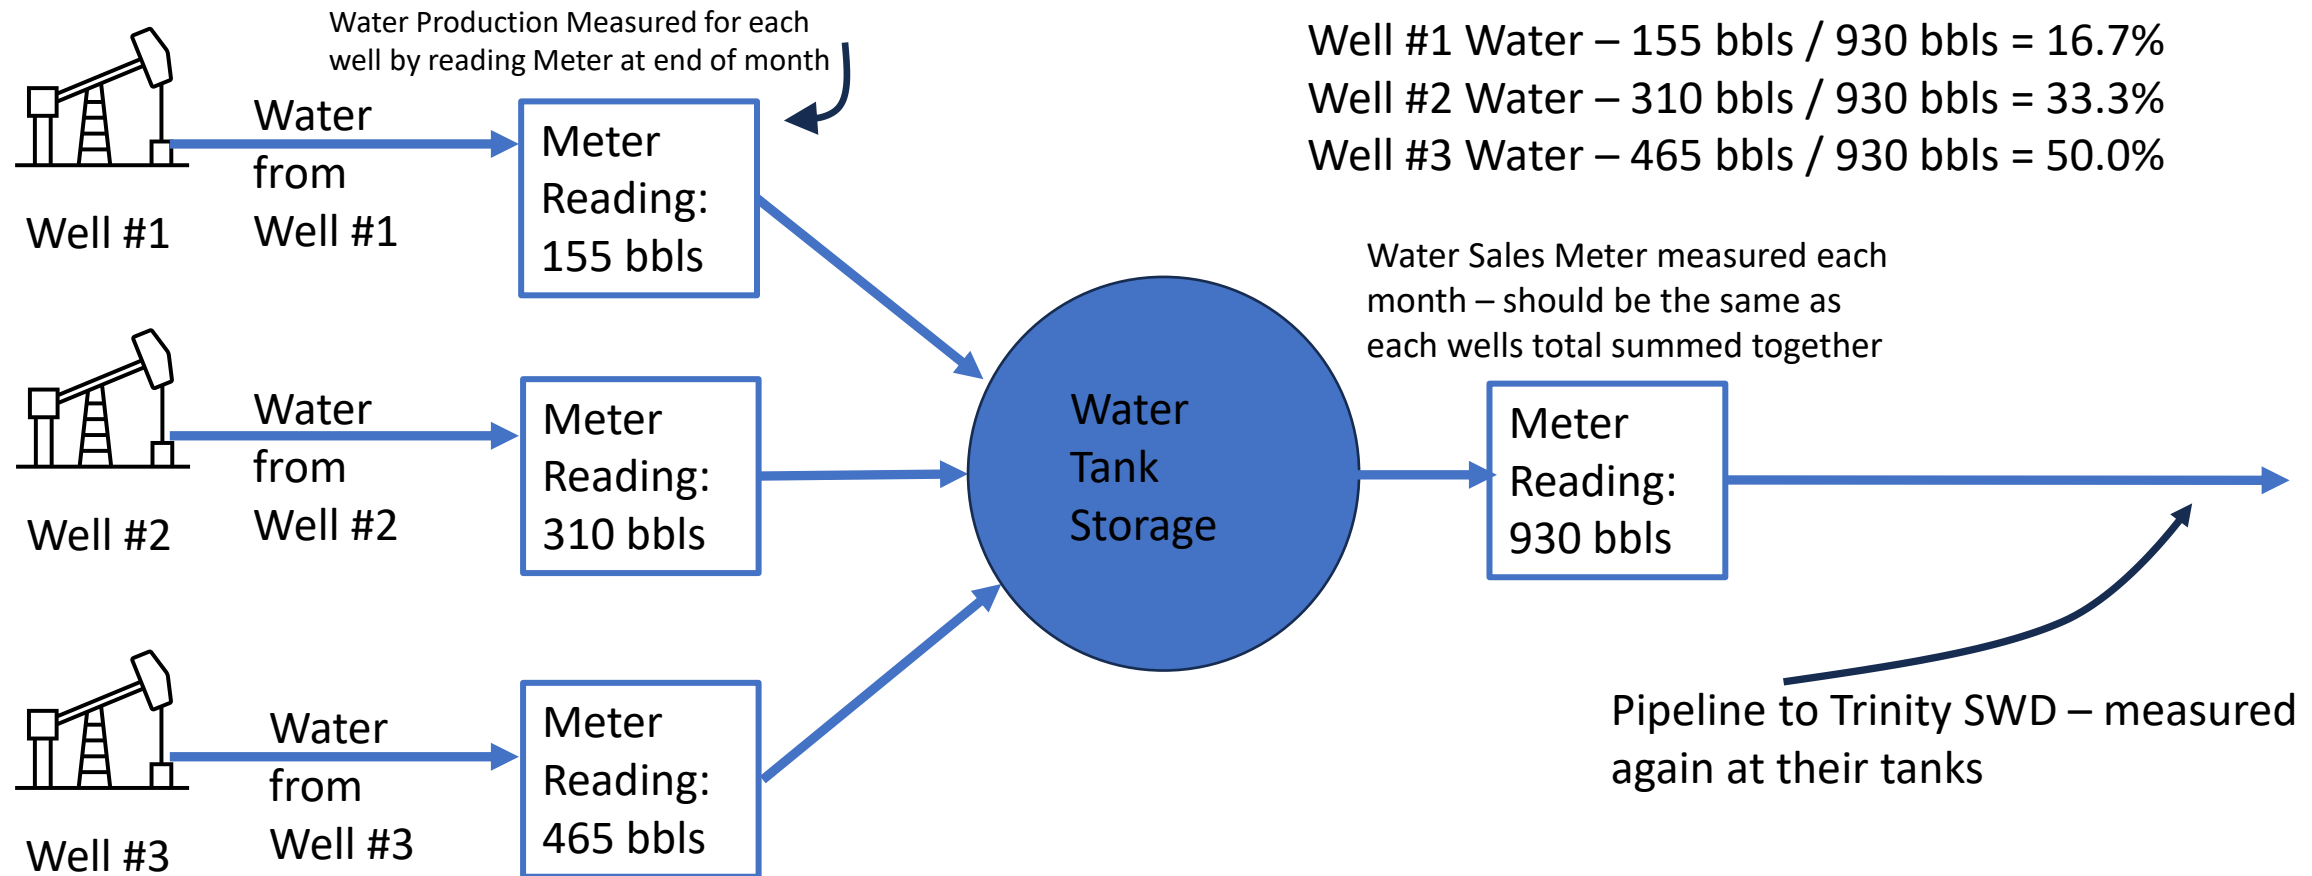 Water Production Measured for each
well by reading Meter at end of month
Well #1 Water – 155 bbls / 930 bbls = 16.7%
Well #2 Water – 310 bbls / 930 bbls = 33.3%
Well #3 Water – 465 bbls / 930 bbls = 50.0%
Well #1
Water
from
Well #1
Meter
Reading:
155 bbls
Water Sales Meter measured each
month – should be the same as
each wells total summed together
Well #2
Water
from
Well #2
Meter
Reading:
310 bbls
Water
Tank
Storage
Meter
Reading:
930 bbls
Well #3
Water
from
Well #3
Meter
Reading:
465 bbls
Pipeline to Trinity SWD – measured
again at their tanks